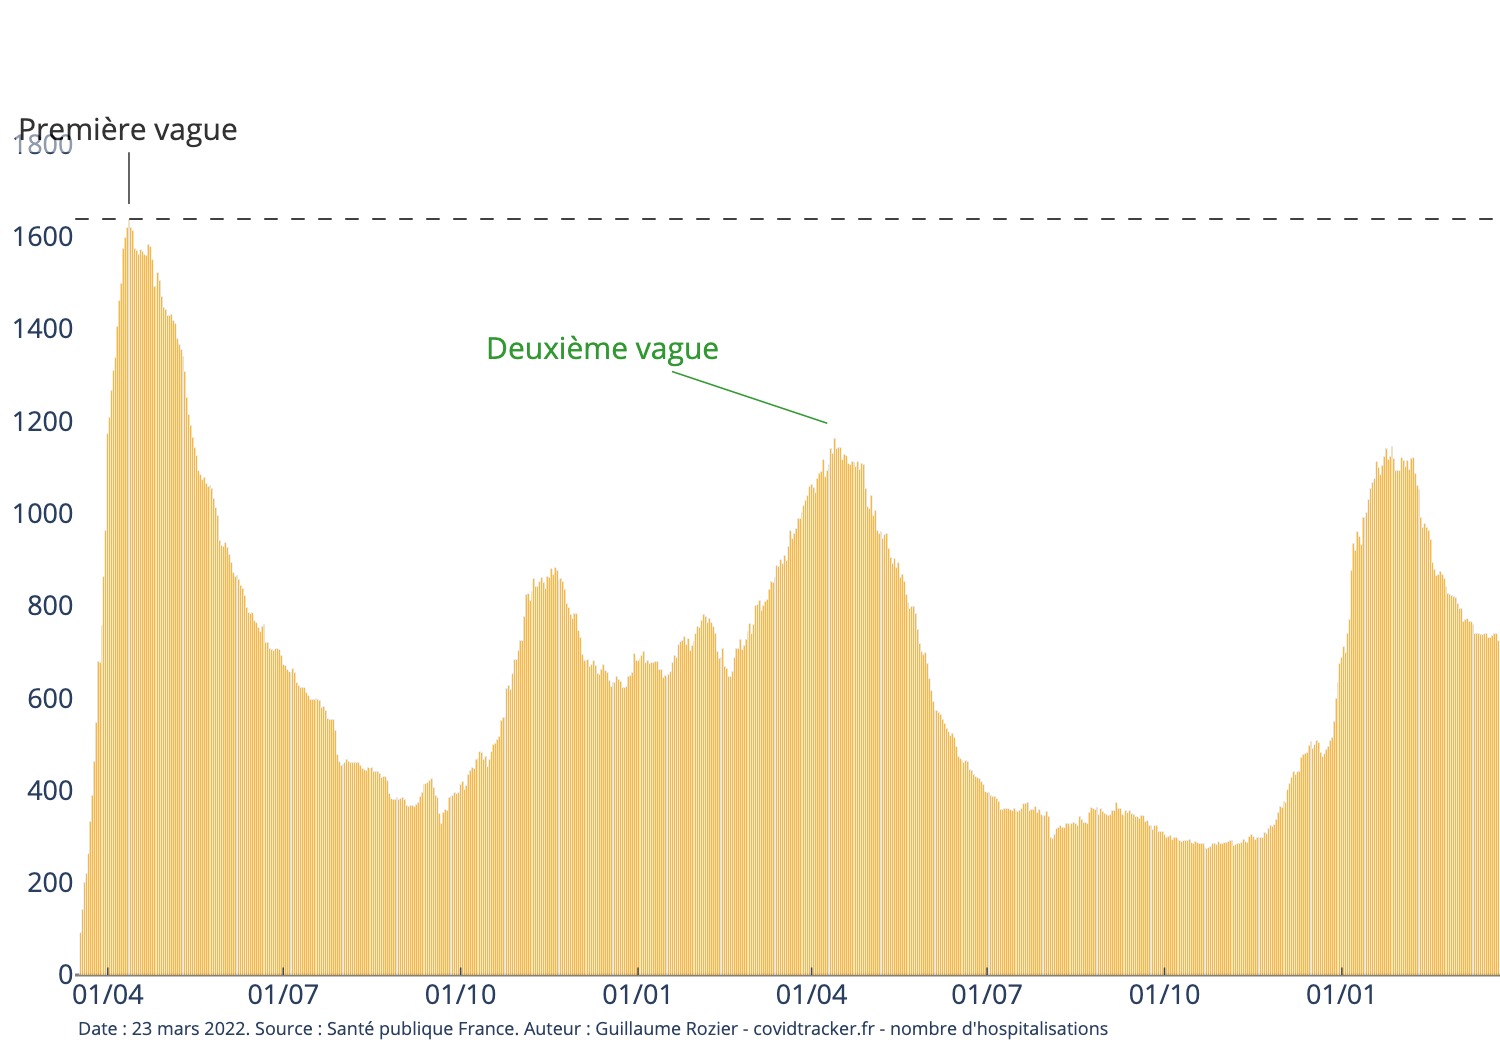 Première vague
1800
1600
1400
Deuxième vague
1200
1000
800
600
400
200
0
01/04 01/07 01/10 01/01 01/04 01/07 01/10 01/01
Date : 23 mars 2022. Source : Santé publique France. Auteur : Guillaume Rozier - covidtracker.fr - nombre d'hospitalisations